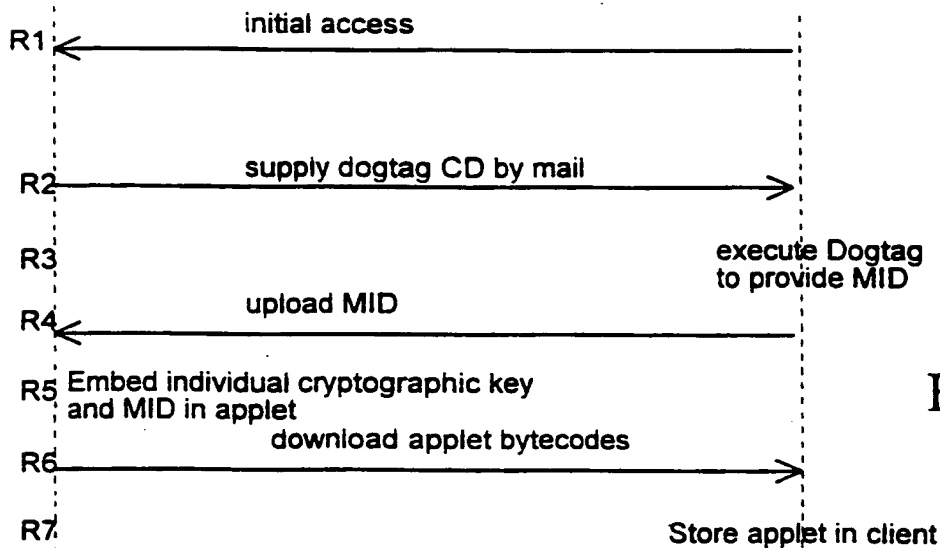 R1 initial access
R2 supply dogtag CD by mail
R3 execute Dogtag
to provide MID
R4 upload MID
R5 Embed individual cryptographic key
and MID in applet
R6 download applet bytecodes
R7 Store applet in client